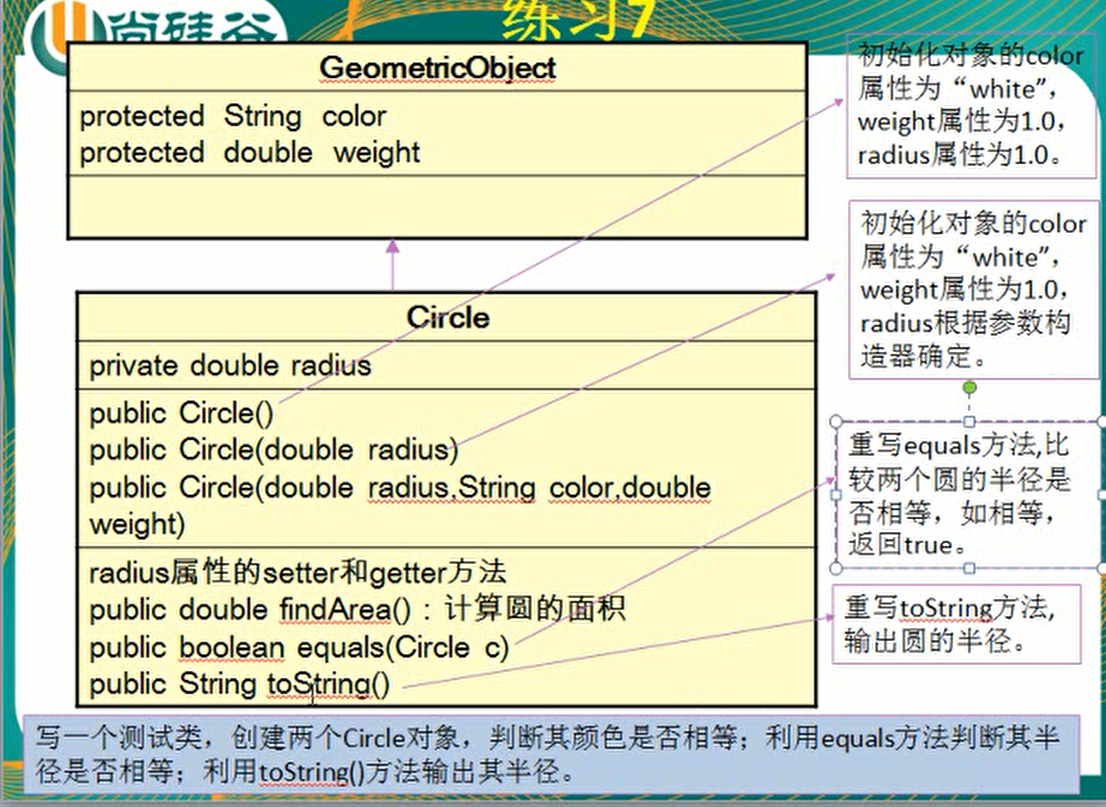 尚硅谷
练习7
GeometricObject
protected String color
protected double weight
初始化对象的color
属性为“white”，
weight属性为1.0，
radius属性为1.0。
初始化对象的color
属性为“white”，
weight属性为1.0，
radius根据参数构
造器确定。
Circle
private double radius
public Circle()
public Circle(double radius)
public Circle(double radius,String color,double
weight)
radius属性的setter和getter方法
public double findArea()：计算圆的面积
public boolean equals(Circle c)
public String toString()
重写equals方法,比
较两个圆的半径是
否相等，如相等，
返回true。
重写toString方法,
输出圆的半径。
写一个测试类，创建两个Circle对象，判断其颜色是否相等；利用equals方法判断其半
径是否相等；利用toString()方法输出其半径。